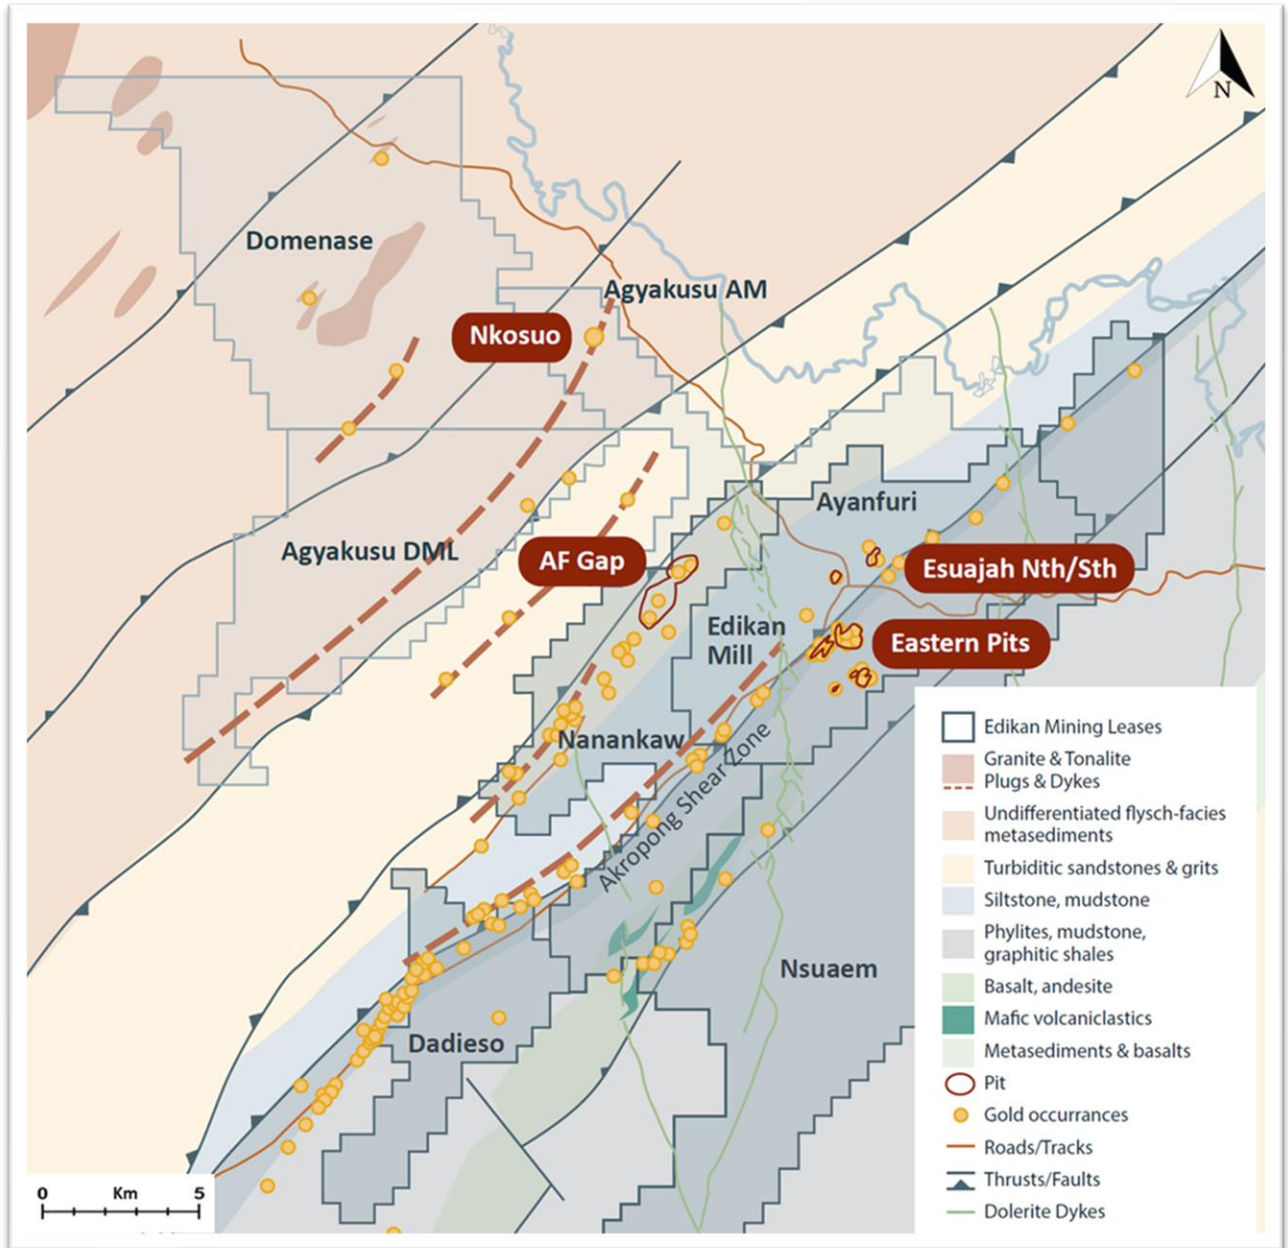 N
Domenase
Agyakusu AM
Nkosuo
Ayanfuri
Agyakusu DML
AF Gap
Esuajah Nth/Sth
Edikan
Mill
Eastern Pits
Nanankaw
Akropong Shear Zone
Nsuaem
Dadieso
Edikan Mining Leases
Granite & Tonalite
Plugs & Dykes
Undifferentiated flysch-facies
metasediments
Turbiditic sandstones & grits
Siltstone, mudstone
Phylites, mudstone,
graphitic shales
Basalt, andesite
Mafic volcaniclastics
Metasediments & basalts
Pit
Gold occurrances
Roads/Tracks
Thrusts/Faults
Dolerite Dykes
0 Km 5